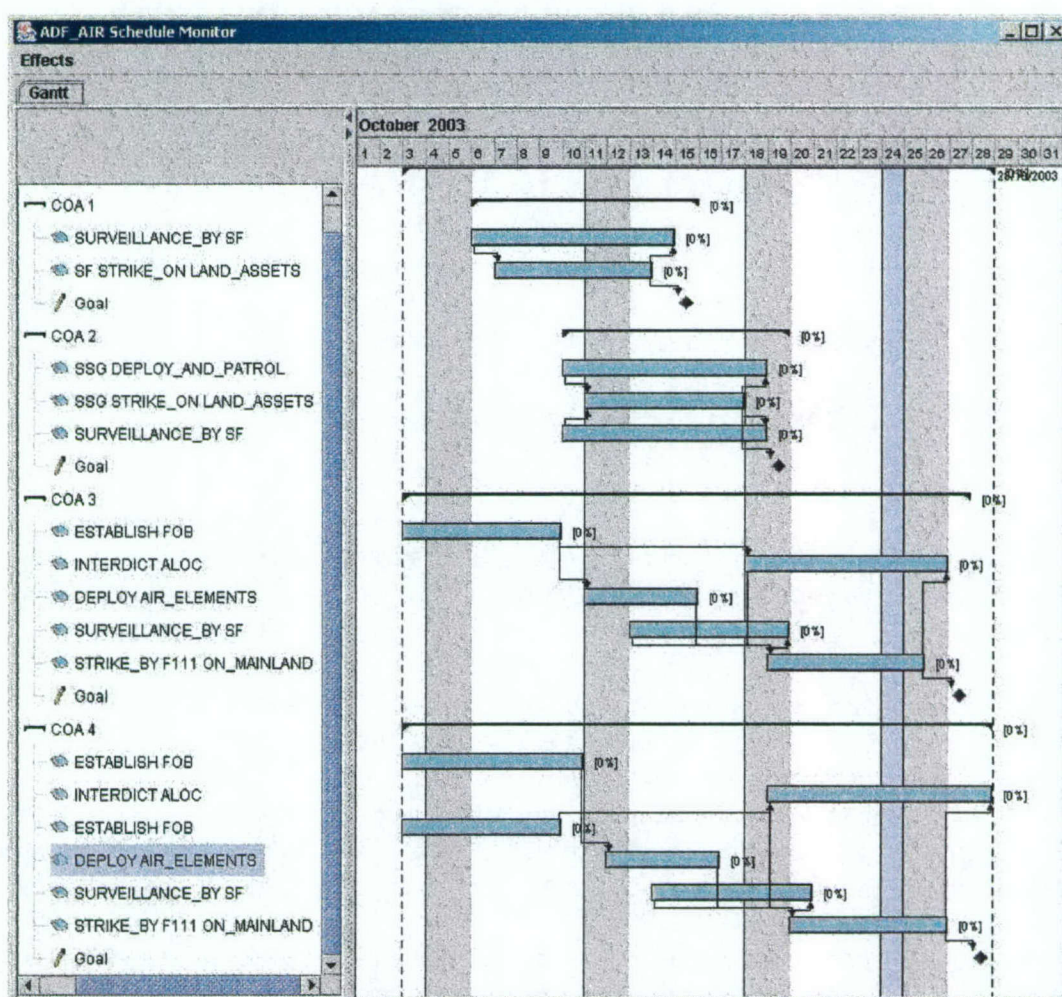 ADF_AIR Schedule Monitor
Effects
Gantt
October 2003
1 2 3 4 5 6 7 8 9 10 11 12 13 14 15 16 17 18 19 20 21 22 23 24 25 26 27 28 29 30 31
[0%]
COA 1 [0%]
SURVEILLANCE_BY SF [0%]
SF STRIKE_ON LAND_ASSETS [0%]
Goal
COA 2 [0%]
SSG DEPLOY_AND_PATROL [0%]
SSG STRIKE_ON LAND_ASSETS [0%]
SURVEILLANCE_BY SF [0%]
Goal
COA 3 [0%]
ESTABLISH FOB [0%]
INTERDICT ALOC [0%]
DEPLOY AIR_ELEMENTS [0%]
SURVEILLANCE_BY SF [0%]
STRIKE_BY F111 ON_MAINLAND [0%]
Goal
COA 4 [0%]
ESTABLISH FOB [0%]
INTERDICT ALOC [0%]
ESTABLISH FOB [0%]
DEPLOY AIR_ELEMENTS [0%]
SURVEILLANCE_BY SF [0%]
STRIKE_BY F111 ON_MAINLAND [0%]
Goal